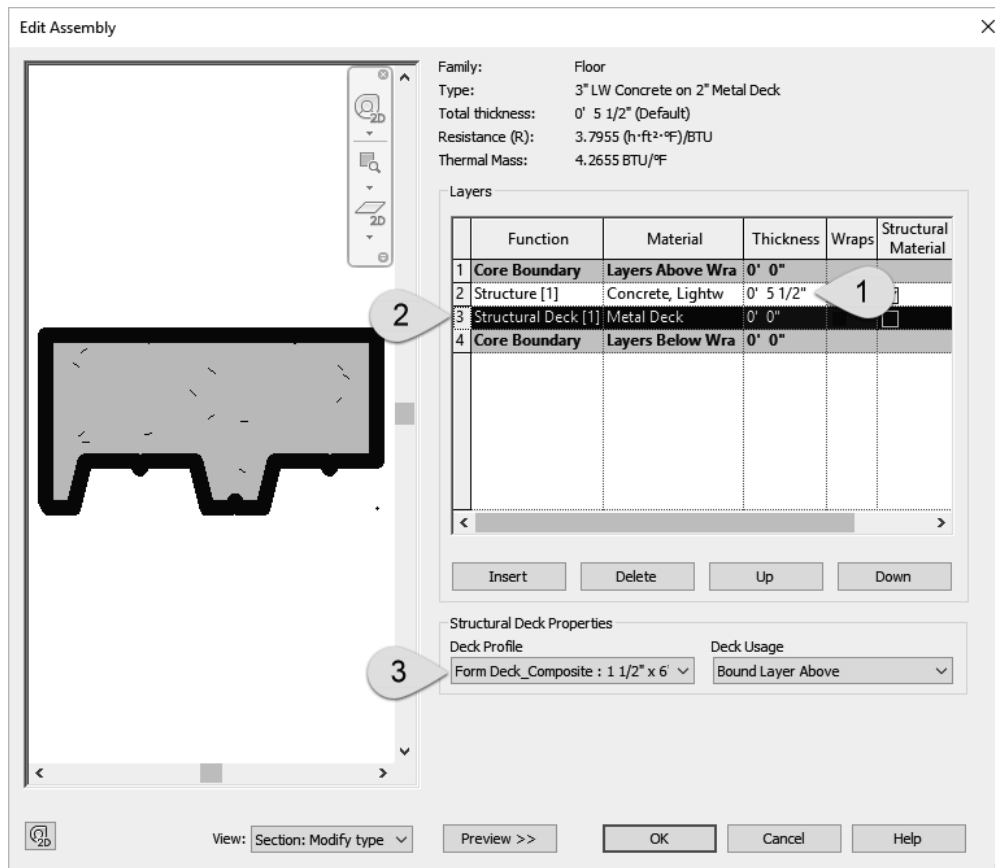 Edit Assembly
2D
2D
Family: Floor
Type: 3" LW Concrete on 2" Metal Deck
Total thickness: 0' 5 1/2" (Default)
Resistance (R): 3.7955 (h·ft²·ºF)/BTU
Thermal Mass: 4.2655 BTU/ºF
Layers
Function Material Thickness Wraps Structural Material
1 Core Boundary Layers Above Wra 0' 0"
2 Structure [1] Concrete, Lightw 0' 5 1/2" 1
2 3 Structural Deck [1] Metal Deck 0' 0"
4 Core Boundary Layers Below Wra 0' 0"
Insert Delete Up Down
Structural Deck Properties
Deck Profile Deck Usage
3 Form Deck_Composite : 1 1/2" x 6' Bound Layer Above
2D View: Section: Modify type Preview >> OK Cancel Help